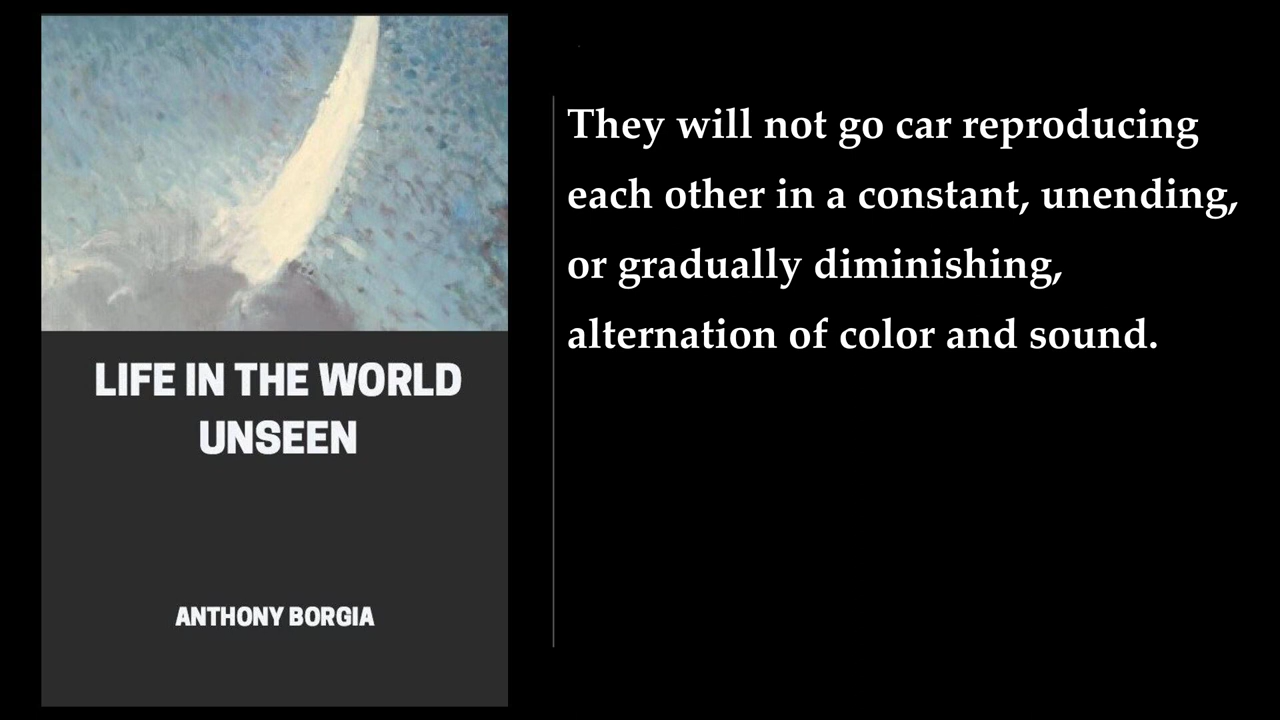 LIFE IN THE WORLD
UNSEEN
ANTHONY BORGIA
They will not go car reproducing
each other in a constant, unending,
or gradually diminishing,
alternation of color and sound.